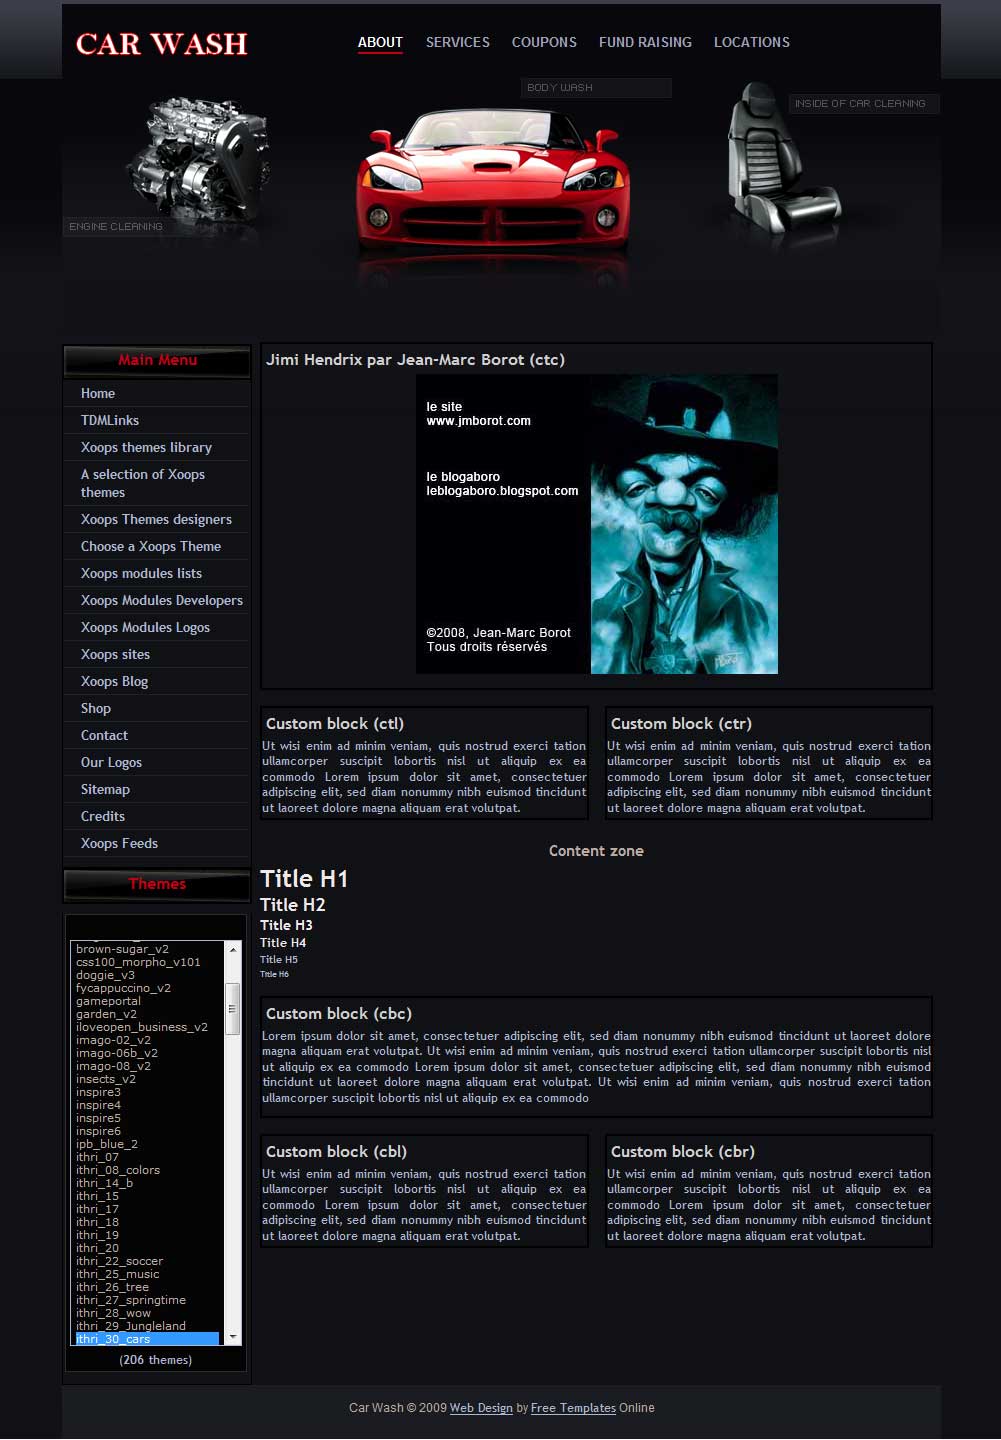 CAR WASH
ABOUT SERVICES COUPONS FUND RAISING LOCATIONS
BODY WASH
INSIDE OF CAR CLEANING
ENGINE CLEANING
Main Menu
Home
TDMLinks
Xoops themes library
A selection of Xoops
themes
Xoops Themes designers
Choose a Xoops Theme
Xoops modules lists
Xoops Modules Developers
Xoops Modules Logos
Xoops sites
Xoops Blog
Shop
Contact
Our Logos
Sitemap
Credits
Xoops Feeds
Themes
brown-sugar_v2
css100_morpho_v101
doggie_v3
fycappuccino_v2
gameportal
garden_v2
iloveopen_business_v2
imago-02_v2
imago-06b_v2
imago-08_v2
insects_v2
inspire3
inspire4
inspire5
inspire6
ipb_blue_2
ithri_07
ithri_08_colors
ithri_14_b
ithri_15
ithri_17
ithri_18
ithri_19
ithri_20
ithri_22_soccer
ithri_25_music
ithri_26_tree
ithri_27_springtime
ithri_28_wow
ithri_29_Jungleland
ithri_30_cars
(206 themes)
Jimi Hendrix par Jean-Marc Borot (ctc)
le site
www.jmborot.com
le blogaboro
leblogaboro.blogspot.com
©2008, Jean-Marc Borot
Tous droits réservés
Custom block (ctl)
Ut wisi enim ad minim veniam, quis nostrud exerci tation
ullamcorper suscipit lobortis nisl ut aliquip ex ea
commodo Lorem ipsum dolor sit amet, consectetuer
adipiscing elit, sed diam nonummy nibh euismod tincidunt
ut laoreet dolore magna aliquam erat volutpat.
Custom block (ctr)
Ut wisi enim ad minim veniam, quis nostrud exerci tation
ullamcorper suscipit lobortis nisl ut aliquip ex ea
commodo Lorem ipsum dolor sit amet, consectetuer
adipiscing elit, sed diam nonummy nibh euismod tincidunt
ut laoreet dolore magna aliquam erat volutpat.
Content zone
Title H1
Title H2
Title H3
Title H4
Title H5
Title H6
Custom block (cbc)
Lorem ipsum dolor sit amet, consectetuer adipiscing elit, sed diam nonummy nibh euismod tincidunt ut laoreet dolore
magna aliquam erat volutpat. Ut wisi enim ad minim veniam, quis nostrud exerci tation ullamcorper suscipit lobortis nisl
ut aliquip ex ea commodo Lorem ipsum dolor sit amet, consectetuer adipiscing elit, sed diam nonummy nibh euismod
tincidunt ut laoreet dolore magna aliquam erat volutpat. Ut wisi enim ad minim veniam, quis nostrud exerci tation
ullamcorper suscipit lobortis nisl ut aliquip ex ea commodo
Custom block (cbl)
Ut wisi enim ad minim veniam, quis nostrud exerci tation
ullamcorper suscipit lobortis nisl ut aliquip ex ea
commodo Lorem ipsum dolor sit amet, consectetuer
adipiscing elit, sed diam nonummy nibh euismod tincidunt
ut laoreet dolore magna aliquam erat volutpat.
Custom block (cbr)
Ut wisi enim ad minim veniam, quis nostrud exerci tation
ullamcorper suscipit lobortis nisl ut aliquip ex ea
commodo Lorem ipsum dolor sit amet, consectetuer
adipiscing elit, sed diam nonummy nibh euismod tincidunt
ut laoreet dolore magna aliquam erat volutpat.
Car Wash © 2009 Web Design by Free Templates Online